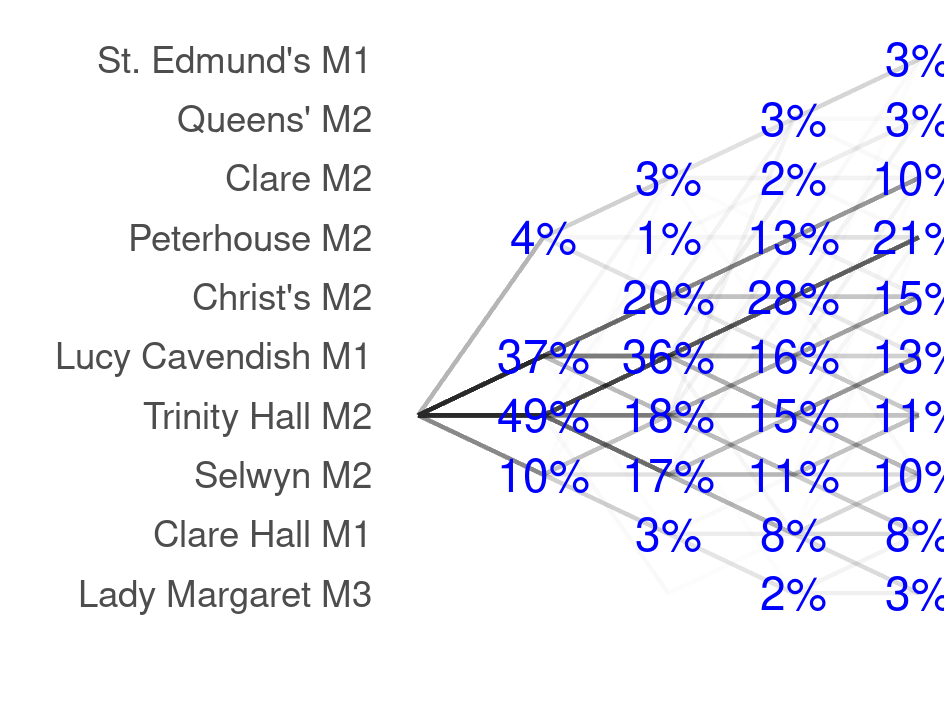 St. Edmund's M1 3%
Queens' M2 3% 3%
Clare M2 3% 2% 10%
Peterhouse M2 4% 1% 13% 21%
Christ's M2 20% 28% 15%
Lucy Cavendish M1 37% 36% 16% 13%
Trinity Hall M2 49% 18% 15% 11%
Selwyn M2 10% 17% 11% 10%
Clare Hall M1 3% 8% 8%
Lady Margaret M3 2% 3%